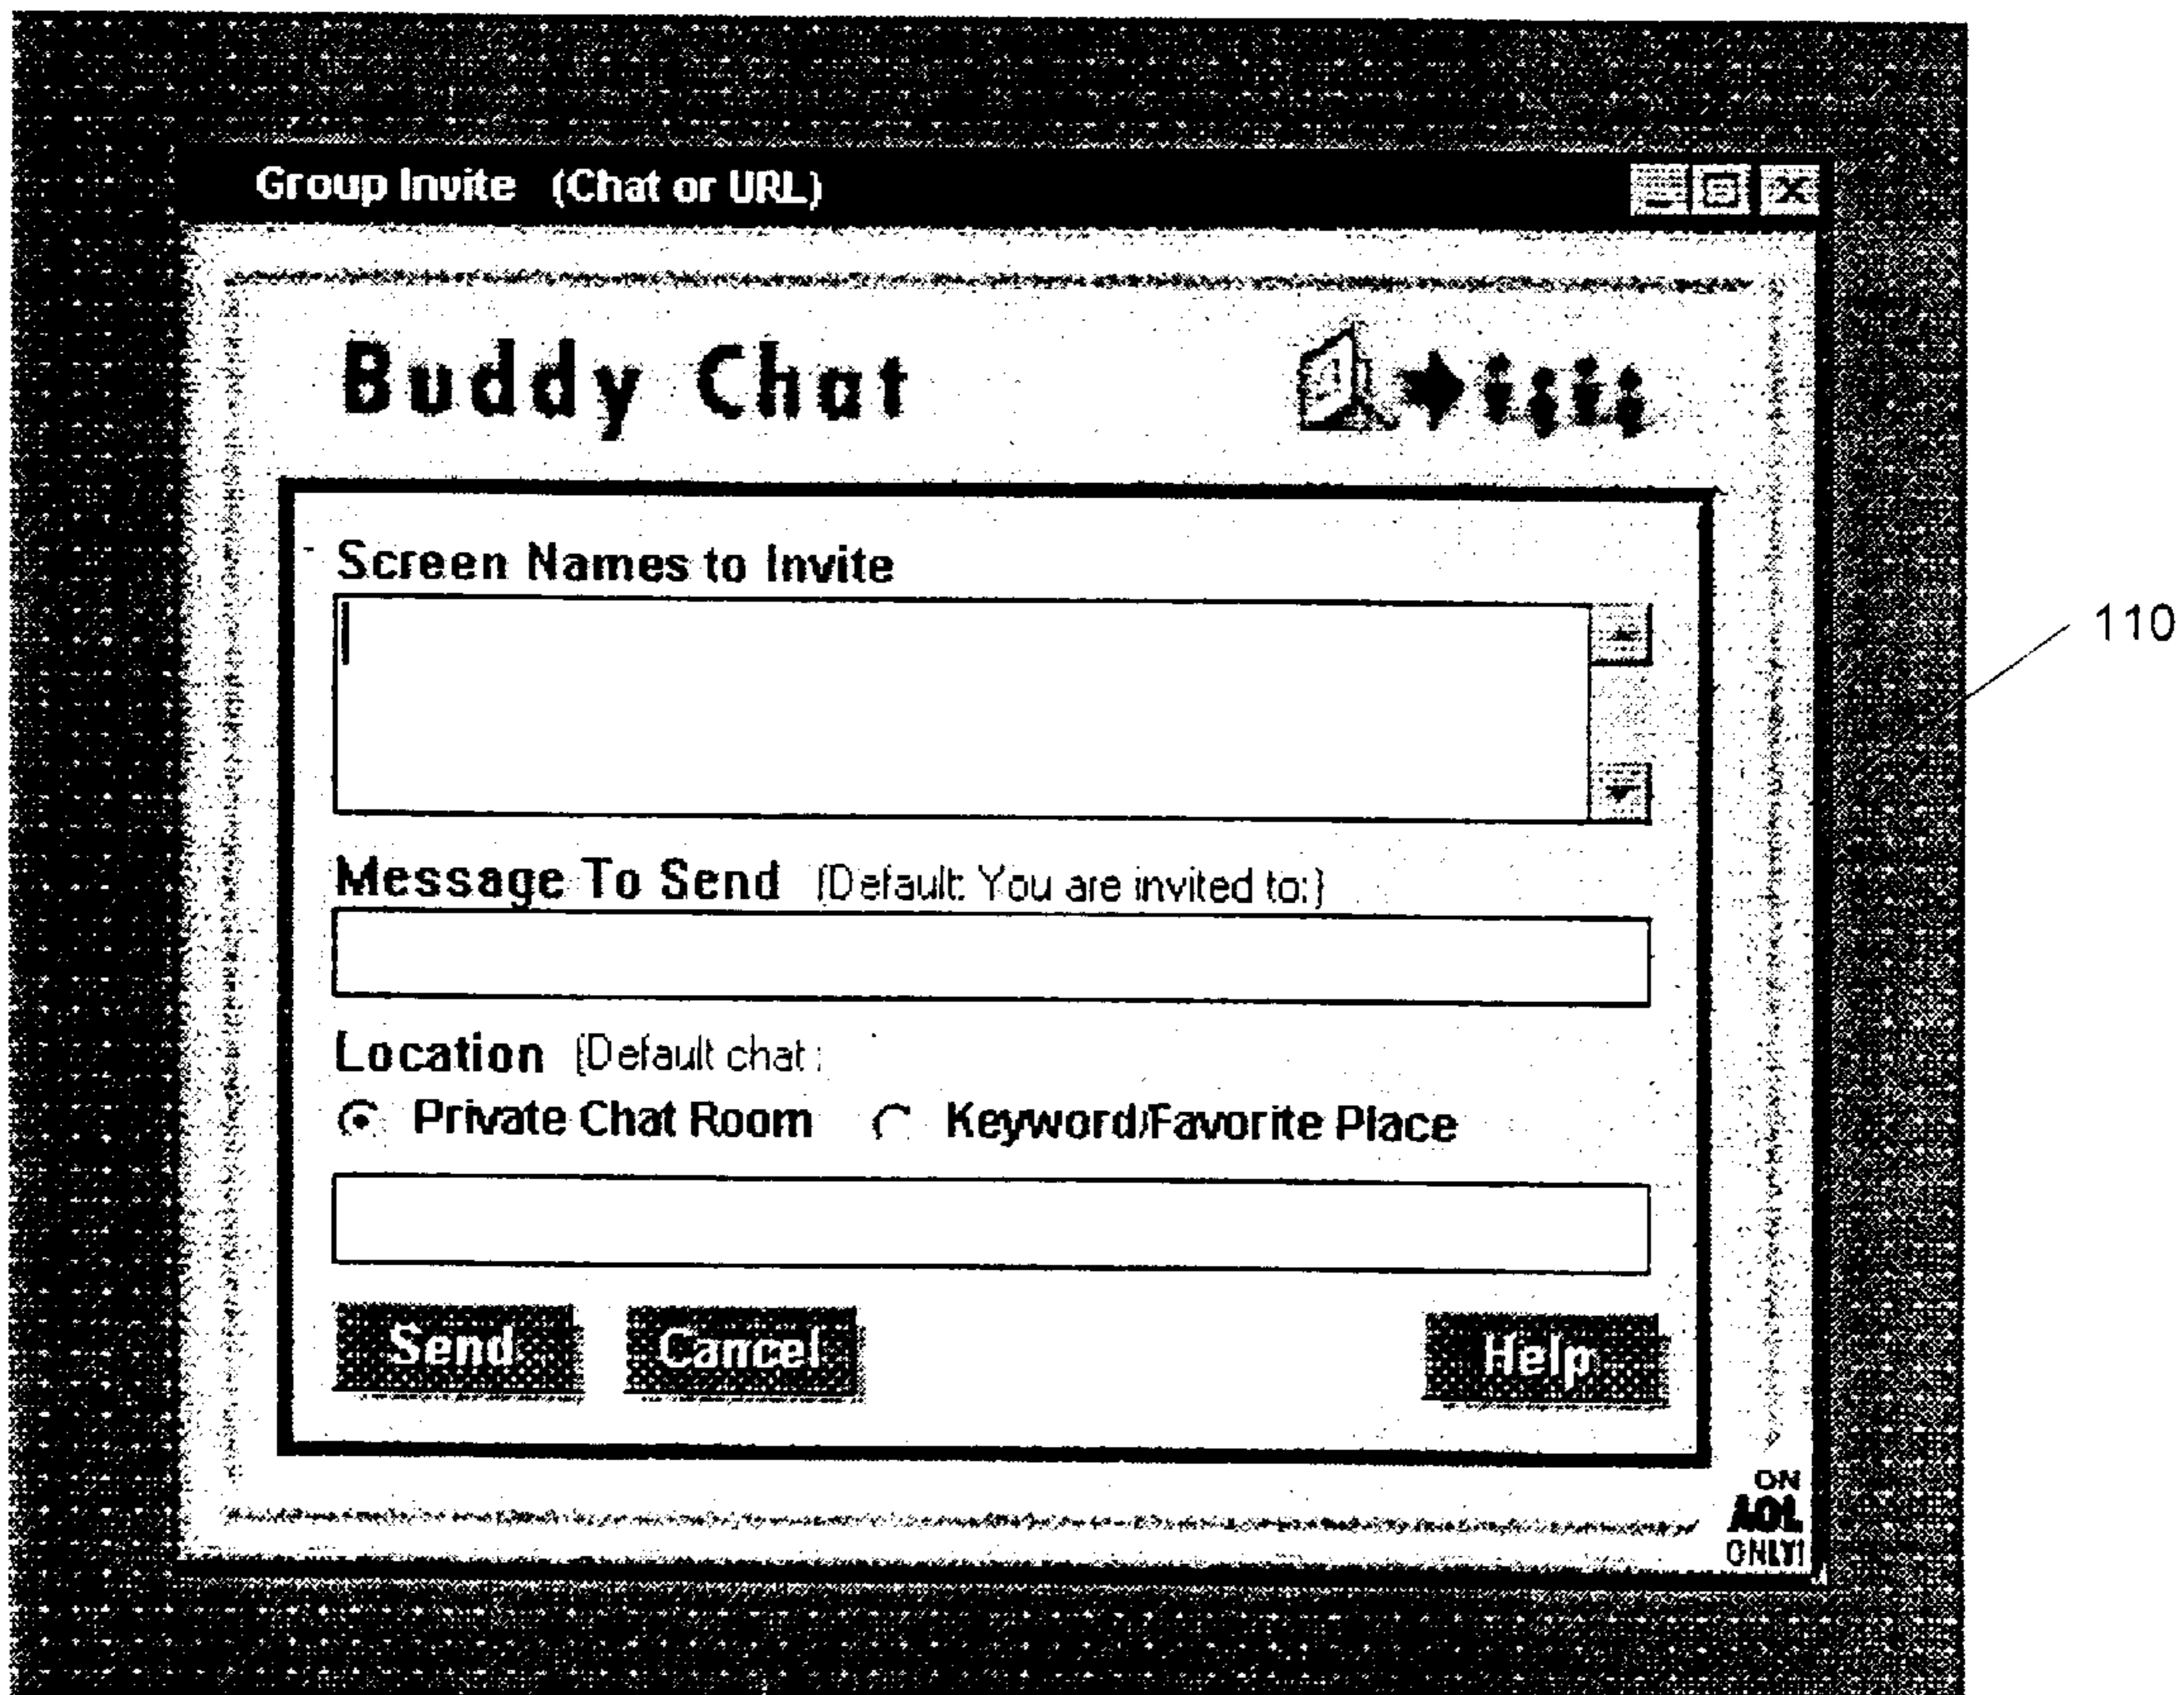 Group Invite (Chat or URL)
Buddy Chat
Screen Names to Invite
110
Message To Send (Default: You are invited to:)
Location (Default chat:
Private Chat Room Keyword/Favorite Place
Send Cancel Help
ON
AOL
ONLY!